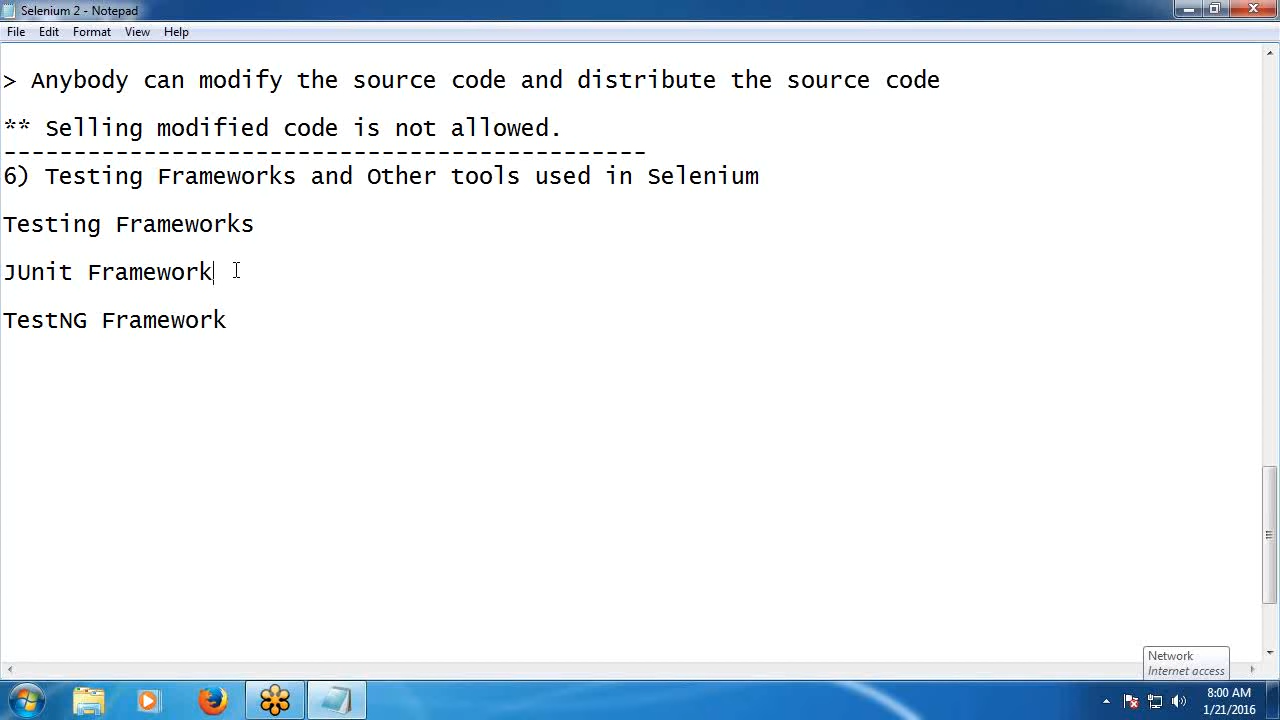 Selenium 2 - Notepad
File Edit Format View Help
> Anybody can modify the source code and distribute the source code
** Selling modified code is not allowed.
----------------------------------------------
6) Testing Frameworks and Other tools used in Selenium
Testing Frameworks
JUnit Framework
TestNG Framework
Network
Internet access
8:00 AM
1/21/2016